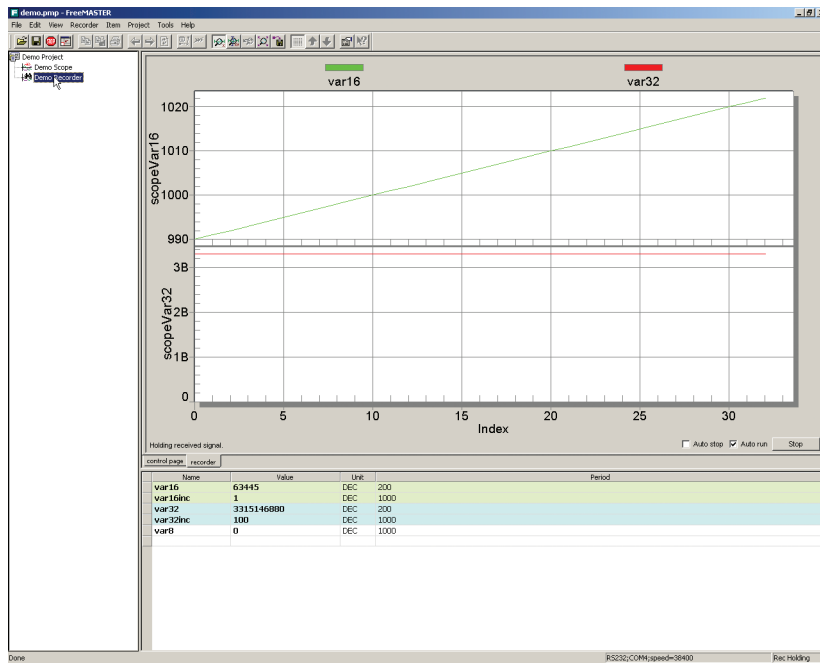 demo.pmp - FreeMASTER
File Edit View Recorder Item Project Tools Help
Demo Project
Demo Scope
Demo Recorder
var16 var32
scopeVar16
1020
1010
1000
990
scopeVar32
3B
2B
1B
0
0 5 10 15 20 25 30
Index
Holding received signal.
Auto stop Auto run Stop
control page recorder
Name Value Unit Period
var16 63445 DEC 200
var16inc 1 DEC 1000
var32 3315146880 DEC 200
var32inc 100 DEC 1000
var8 0 DEC 1000
Done RS232;COM4;speed=38400 Rec Holding